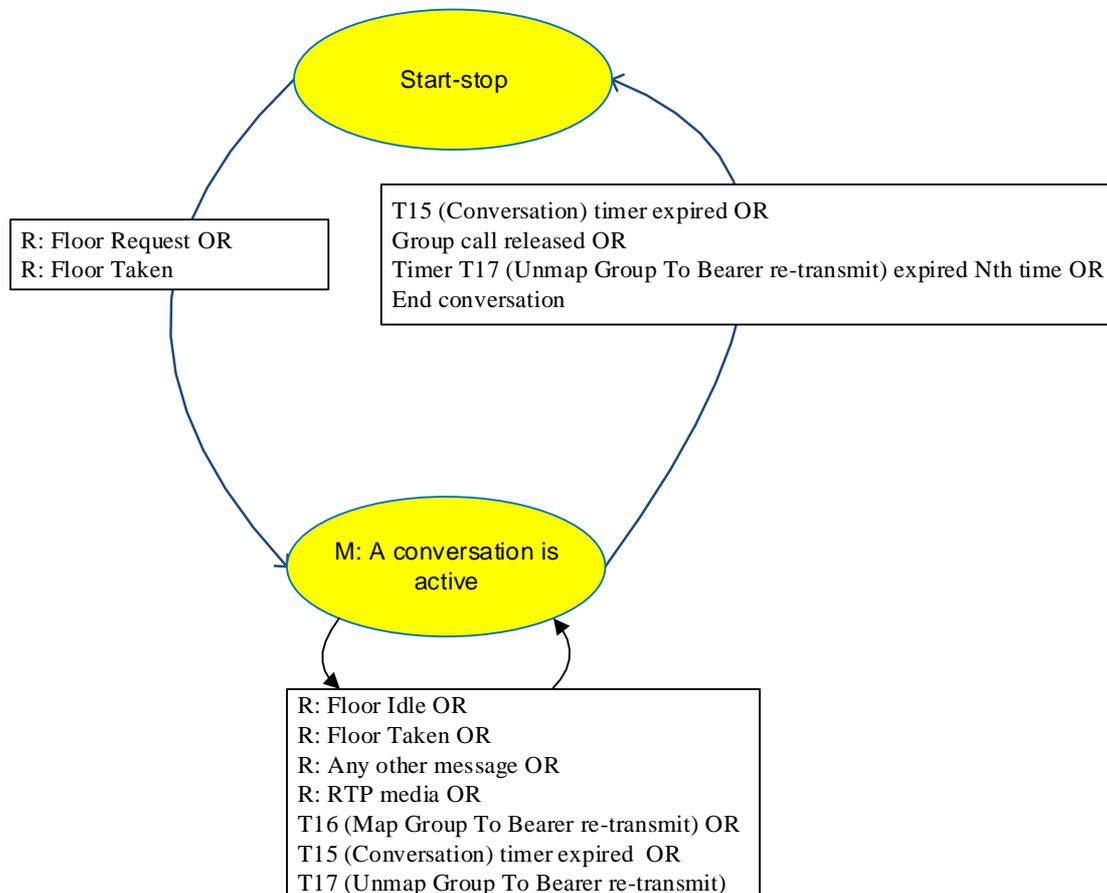 Start-stop
T15 (Conversation) timer expired OR
Group call released OR
Timer T17 (Unmap Group To Bearer re-transmit) expired Nth time OR
End conversation
R: Floor Request OR
R: Floor Taken
M: A conversation is
active
R: Floor Idle OR
R: Floor Taken OR
R: Any other message OR
R: RTP media OR
T16 (Map Group To Bearer re-transmit) OR
T15 (Conversation) timer expired OR
T17 (Unmap Group To Bearer re-transmit)